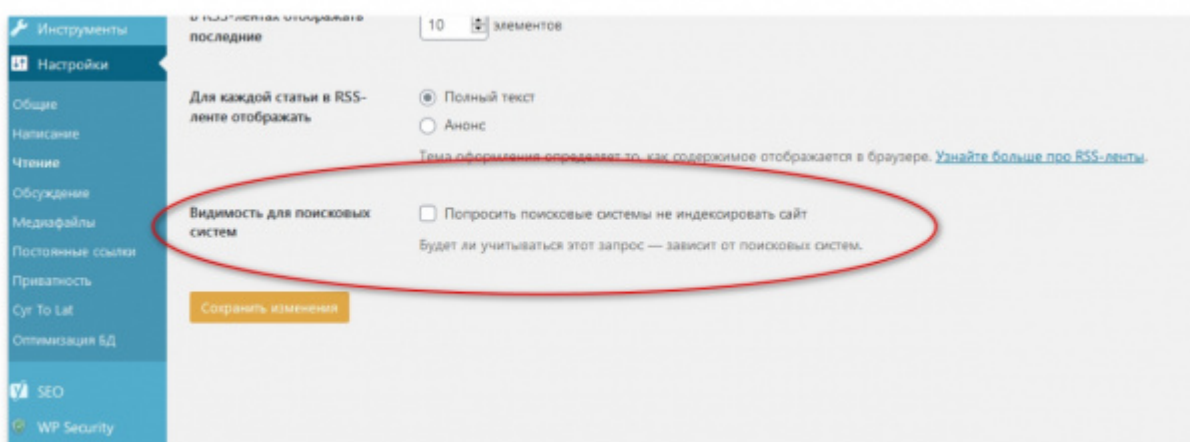 Инструменты
Настройки
Общие
Написание
Чтение
Обсуждение
Медиафайлы
Постоянные ссылки
Приватность
Cyr To Lat
Оптимизация БД
SEO
WP Security
в RSS-лентах отображать
последние
10 элементов
Для каждой статьи в RSS-
ленте отображать
Полный текст
Анонс
Тема оформления определяет то, как содержимое отображается в браузере. Узнайте больше про RSS-ленты.
Видимость для поисковых
систем
Попросить поисковые системы не индексировать сайт
Будет ли учитываться этот запрос — зависит от поисковых систем.
Сохранить изменения